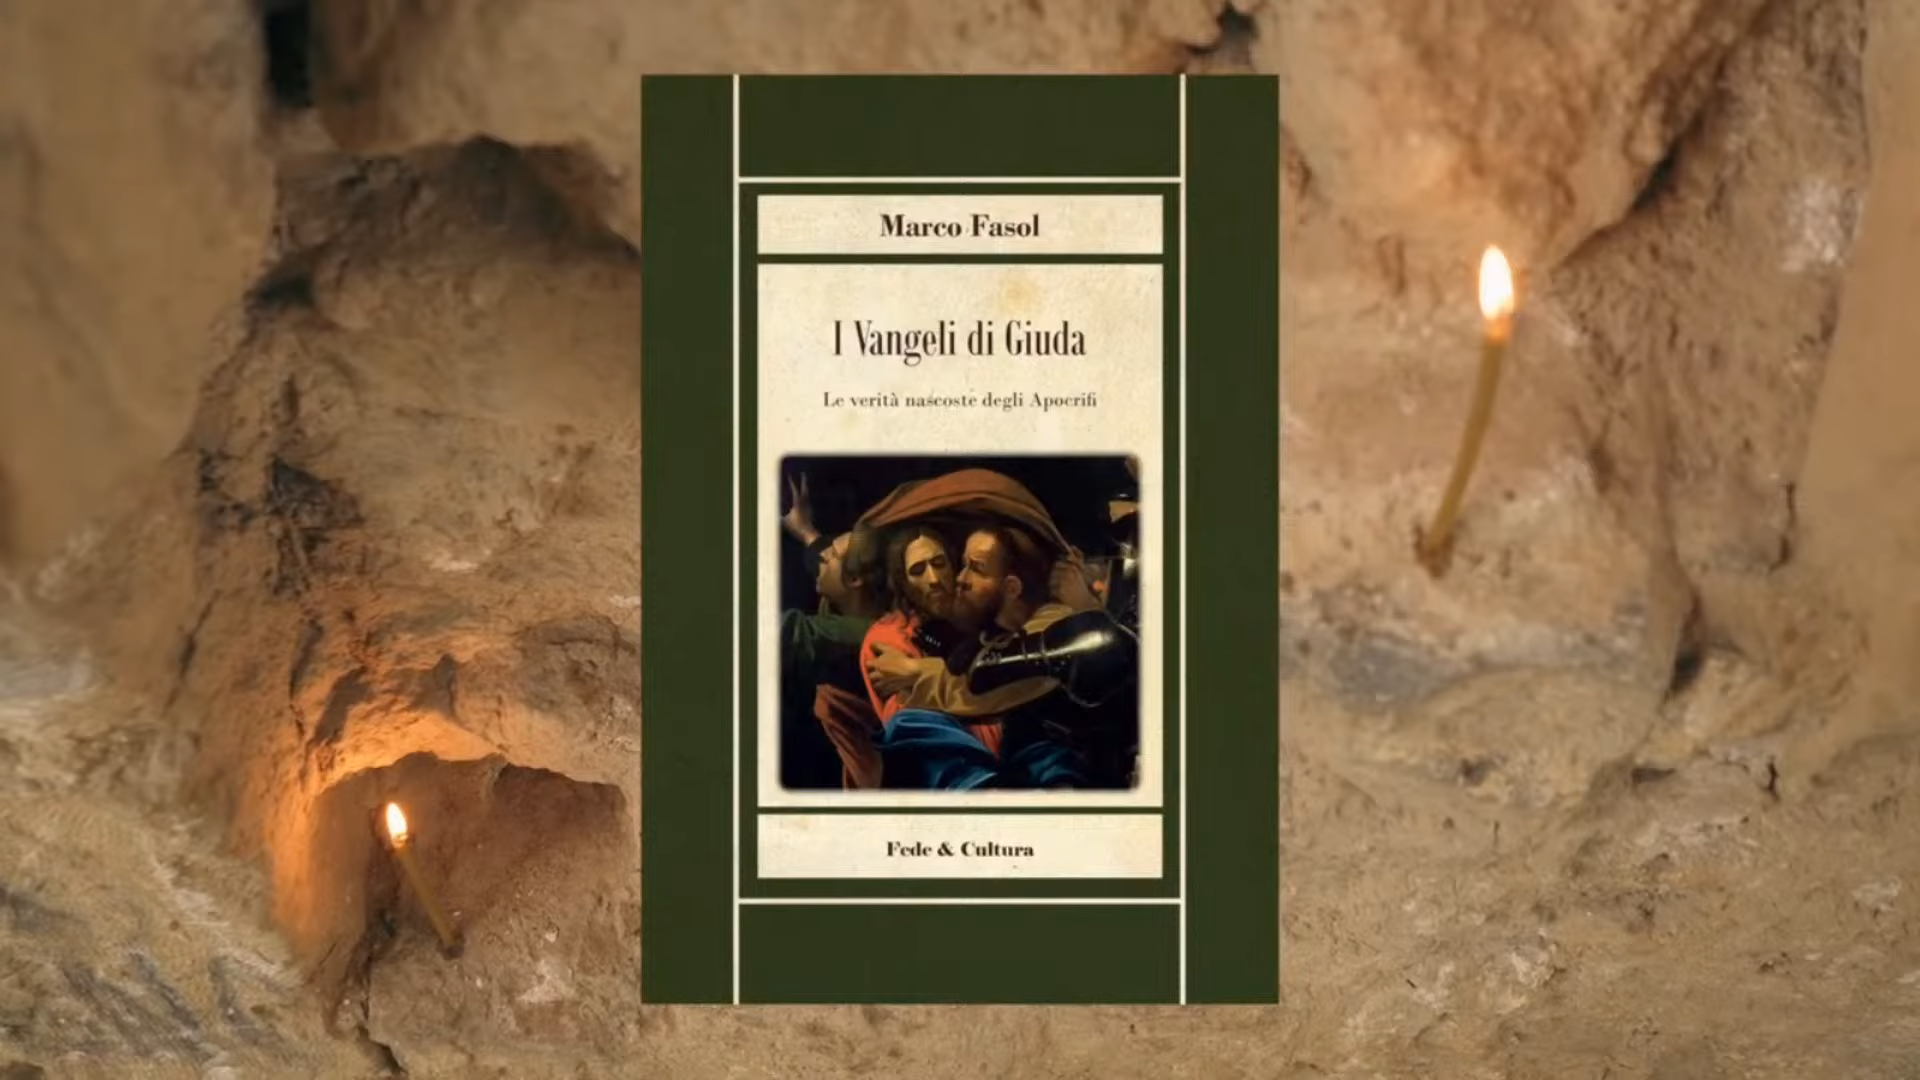 Marco Fasol
I Vangeli di Giuda
Le verità nascoste degli Apocrifi
Fede & Cultura